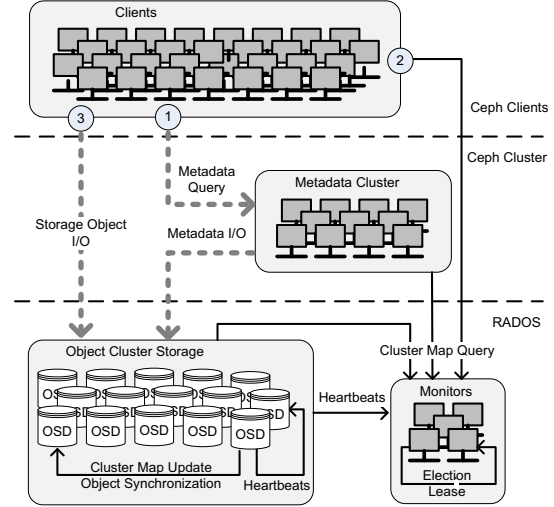 Clients
2
Ceph Clients
3
1
Ceph Cluster
Metadata
Query
Metadata Cluster
Storage Object
I/O
Metadata I/O
RADOS
Object Cluster Storage
Cluster Map Query
Monitors
Heartbeats
OSD
OSD
OSD
OSD
OSD
OSD
OSD
OSD
Cluster Map Update
Object Synchronization
Heartbeats
Election
Lease